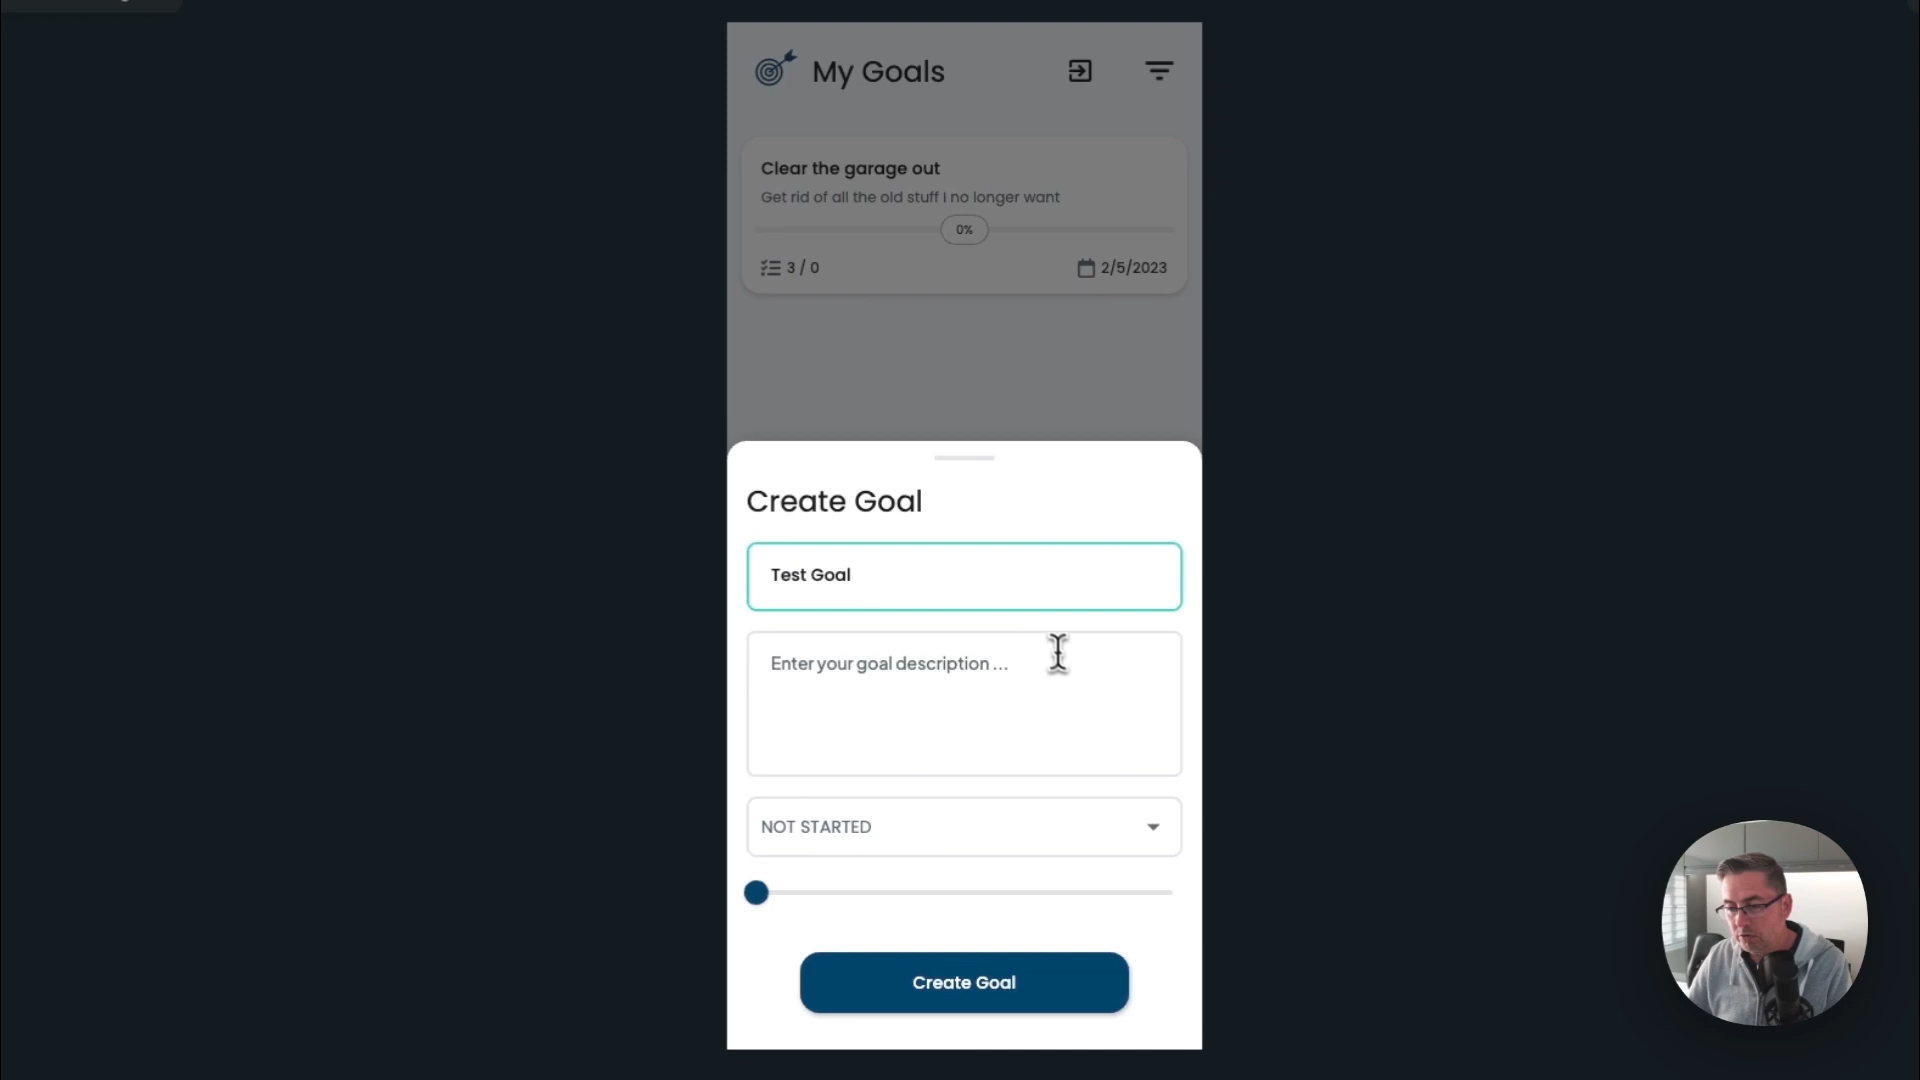 My Goals
Clear the garage out
Get rid of all the old stuff I no longer want
0%
3 / 0
2/5/2023
Create Goal
Test Goal
Enter your goal description ...
NOT STARTED
Create Goal